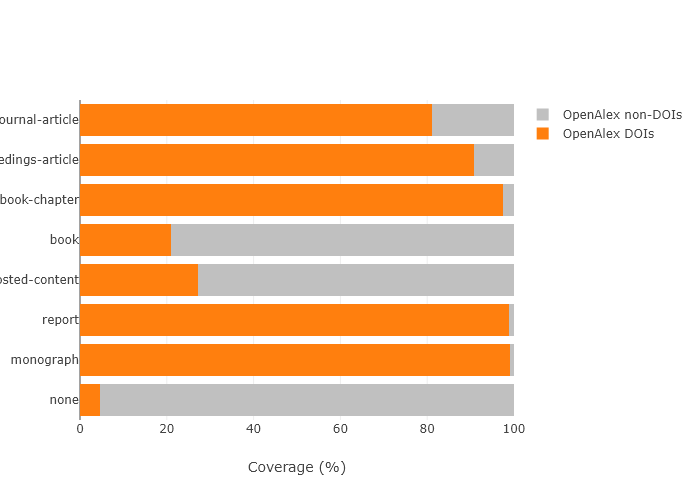 OpenAlex non-DOIs
OpenAlex DOIs
ournal-article
edings-article
book-chapter
book
osted-content
report
monograph
none
0 20 40 60 80 100
Coverage (%)